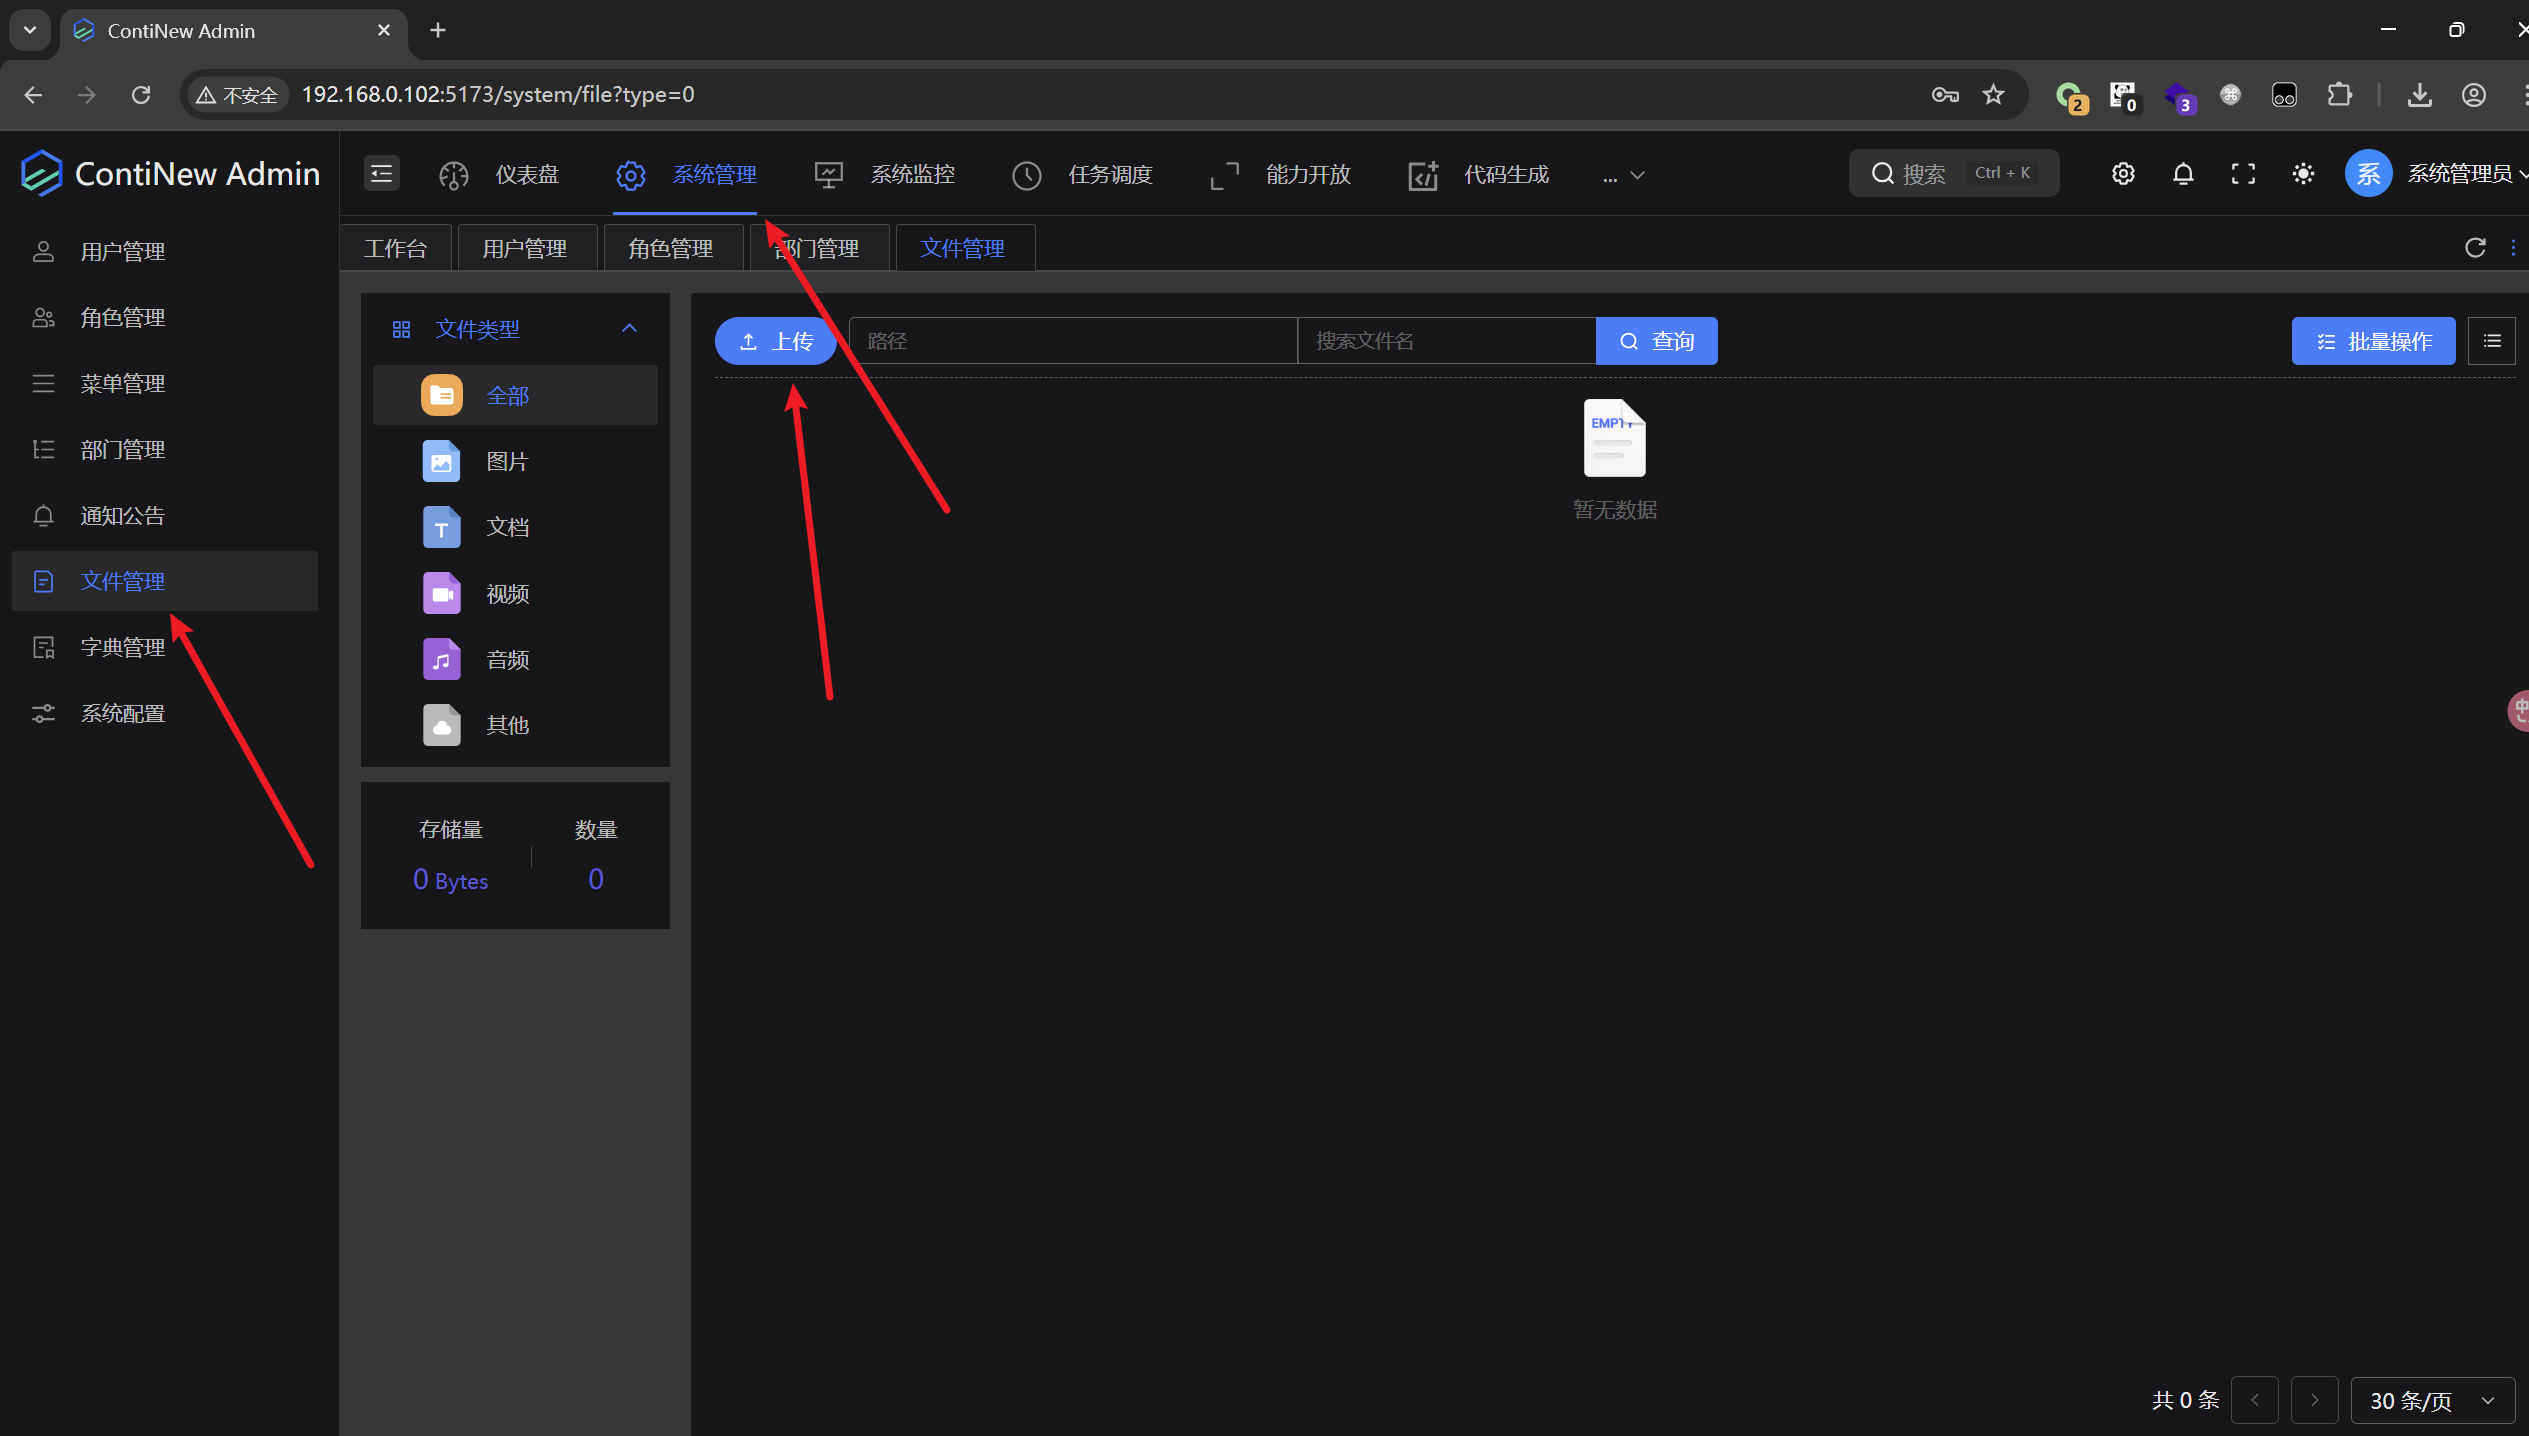 ContiNew Admin
不安全
192.168.0.102:5173/system/file?type=0
2
0
3
ContiNew Admin
仪表盘
系统管理
系统监控
任务调度
能力开放
代码生成
...
搜索
Ctrl + K
系
系统管理员
工作台
用户管理
角色管理
部门管理
文件管理
用户管理
角色管理
菜单管理
部门管理
通知公告
文件管理
字典管理
系统配置
文件类型
全部
图片
T
文档
视频
音频
其他
存储量
数量
0 Bytes
0
上传
路径
搜索文件名
查询
批量操作
EMPTY
暂无数据
共 0 条
30 条/页